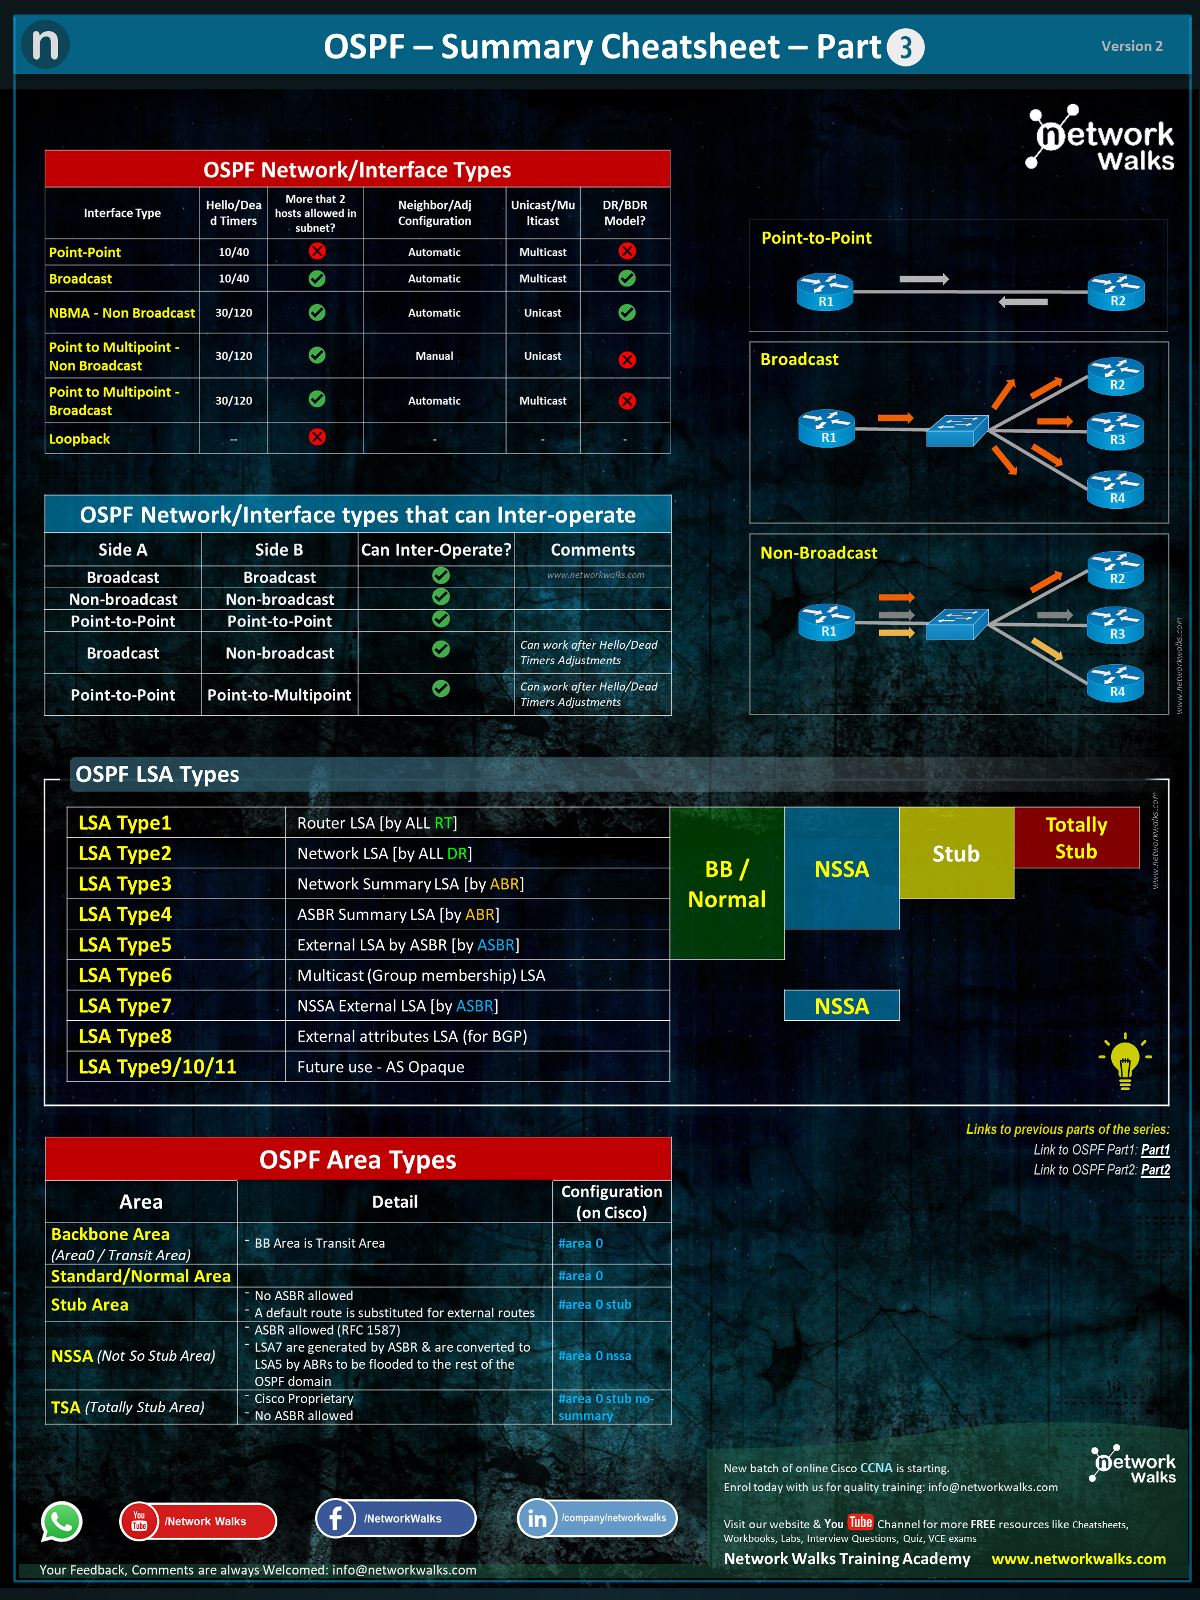 n
OSPF – Summary Cheatsheet – Part 3
Version 2
network
walks
OSPF Network/Interface Types
Interface Type
Hello/Dea
d Timers
More that 2
hosts allowed in
subnet?
Neighbor/Adj
Configuration
Unicast/Mu
lticast
DR/BDR
Model?
Point-Point 10/40 Automatic Multicast
Broadcast 10/40 Automatic Multicast
NBMA - Non Broadcast 30/120 Automatic Unicast
Point to Multipoint -
Non Broadcast
30/120 Manual Unicast
Point to Multipoint -
Broadcast
30/120 Automatic Multicast
Loopback -- - - -
Point-to-Point
R1
R2
Broadcast
R1
R2
R3
R4
Non-Broadcast
R1
R2
R3
R4
www.networkwalks.com
OSPF Network/Interface types that can Inter-operate
Side A Side B Can Inter-Operate? Comments
Broadcast Broadcast www.networkwalks.com
Non-broadcast Non-broadcast
Point-to-Point Point-to-Point
Broadcast Non-broadcast
Can work after Hello/Dead
Timers Adjustments
Point-to-Point Point-to-Multipoint
Can work after Hello/Dead
Timers Adjustments
OSPF LSA Types
LSA Type1 Router LSA [by ALL RT]
LSA Type2 Network LSA [by ALL DR]
LSA Type3 Network Summary LSA [by ABR]
LSA Type4 ASBR Summary LSA [by ABR]
LSA Type5 External LSA by ASBR [by ASBR]
LSA Type6 Multicast (Group membership) LSA
LSA Type7 NSSA External LSA [by ASBR]
LSA Type8 External attributes LSA (for BGP)
LSA Type9/10/11 Future use - AS Opaque
BB /
Normal
NSSA
Stub
Totally
Stub
NSSA
www.networkwalks.com
Links to previous parts of the series:
Link to OSPF Part1: Part1
Link to OSPF Part2: Part2
OSPF Area Types
Area Detail
Configuration
(on Cisco)
Backbone Area
(Area0 / Transit Area)
- BB Area is Transit Area
#area 0
Standard/Normal Area #area 0
Stub Area
- No ASBR allowed
- A default route is substituted for external routes
#area 0 stub
NSSA (Not So Stub Area)
- ASBR allowed (RFC 1587)
- LSA7 are generated by ASBR & are converted to
LSA5 by ABRs to be flooded to the rest of the
OSPF domain
#area 0 nssa
TSA (Totally Stub Area)
- Cisco Proprietary
- No ASBR allowed
#area 0 stub no-
summary
network
walks
New batch of online Cisco CCNA is starting.
Enrol today with us for quality training: info@networkwalks.com
Visit our website & You Tube Channel for more FREE resources like Cheatsheets,
Workbooks, Labs, Interview Questions, Quiz, VCE exams
Network Walks Training Academy www.networkwalks.com
You
Tube
/Network Walks
f /NetworkWalks
in /company/networkwalks
Your Feedback, Comments are always Welcomed: info@networkwalks.com